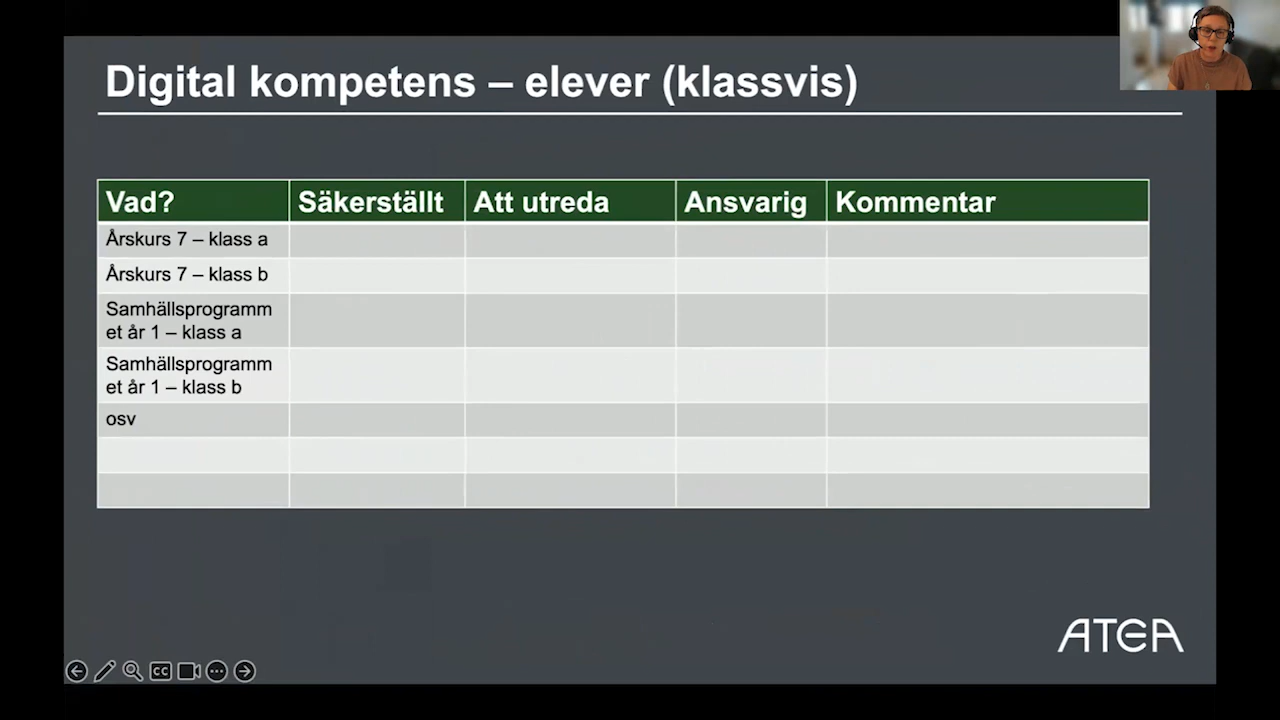 Digital kompetens – elever (klassvis)
Vad? Säkerställt Att utreda Ansvarig Kommentar
Årskurs 7 – klass a
Årskurs 7 – klass b
Samhällsprogramm
et år 1 – klass a
Samhällsprogramm
et år 1 – klass b
osv
ATEA
CC